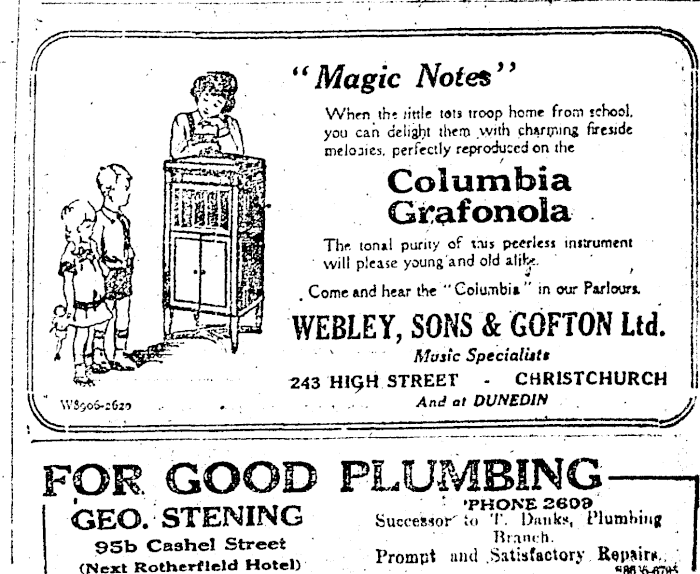 “Magic Notes”
When the little tots troop home from school,
you can delight them with charming fireside
melodies, perfectly reproduced on the
Columbia
Grafonola
The tonal purity of this peerless instrument
will please young and old alike.
Come and hear the “Columbia” in our Parlours.
WEBLEY, SONS & GOFTON Ltd.
Music Specialists
243 HIGH STREET - CHRISTCHURCH
And at DUNEDIN
W8906-2620
FOR GOOD PLUMBING
GEO. STENING
95b Cashel Street
(Next Rotherfield Hotel)
'PHONE 2609
Successor to T. Danks, Plumbing
Branch.
Prompt and Satisfactory Repairs.